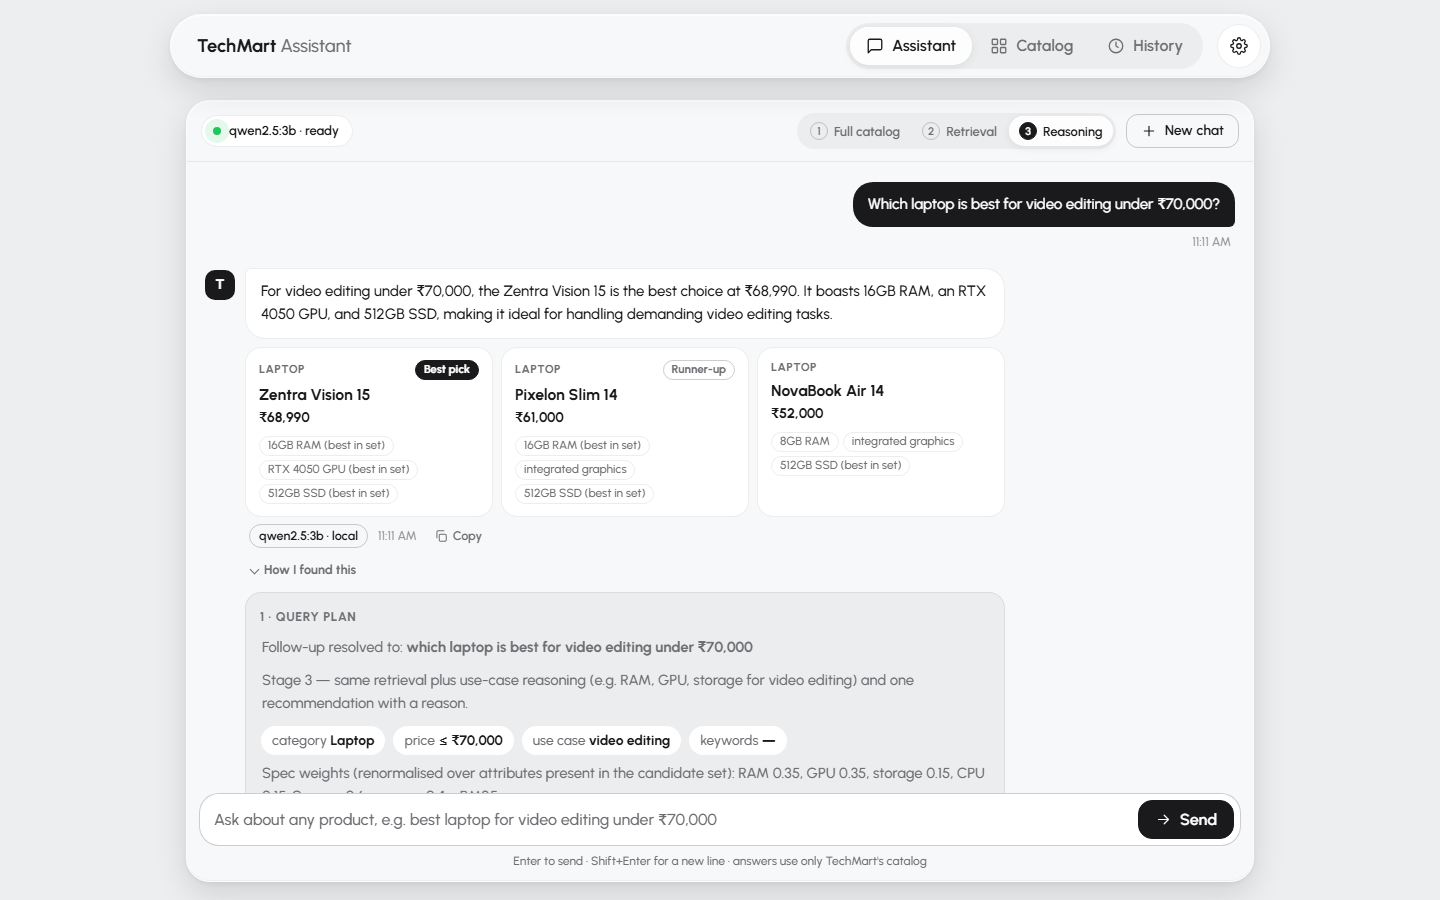 TechMart Assistant
Assistant
Catalog
History
qwen2.5:3b · ready
1 Full catalog
2 Retrieval
3 Reasoning
New chat
Which laptop is best for video editing under ₹70,000?
11:11 AM
T
For video editing under ₹70,000, the Zentra Vision 15 is the best choice at ₹68,990. It boasts 16GB RAM, an RTX
4050 GPU, and 512GB SSD, making it ideal for handling demanding video editing tasks.
LAPTOP
Best pick
Zentra Vision 15
₹68,990
16GB RAM (best in set)
RTX 4050 GPU (best in set)
512GB SSD (best in set)
LAPTOP
Runner-up
Pixelon Slim 14
₹61,000
16GB RAM (best in set)
integrated graphics
512GB SSD (best in set)
LAPTOP
NovaBook Air 14
₹52,000
8GB RAM
integrated graphics
512GB SSD (best in set)
qwen2.5:3b · local
11:11 AM
Copy
How I found this
1 · QUERY PLAN
Follow-up resolved to: which laptop is best for video editing under ₹70,000
Stage 3 — same retrieval plus use-case reasoning (e.g. RAM, GPU, storage for video editing) and one
recommendation with a reason.
category Laptop
price ≤ ₹70,000
use case video editing
keywords —
Spec weights (renormalised over attributes present in the candidate set): RAM 0.35, GPU 0.35, storage 0.15, CPU
Ask about any product, e.g. best laptop for video editing under ₹70,000
Send
Enter to send · Shift+Enter for a new line · answers use only TechMart's catalog